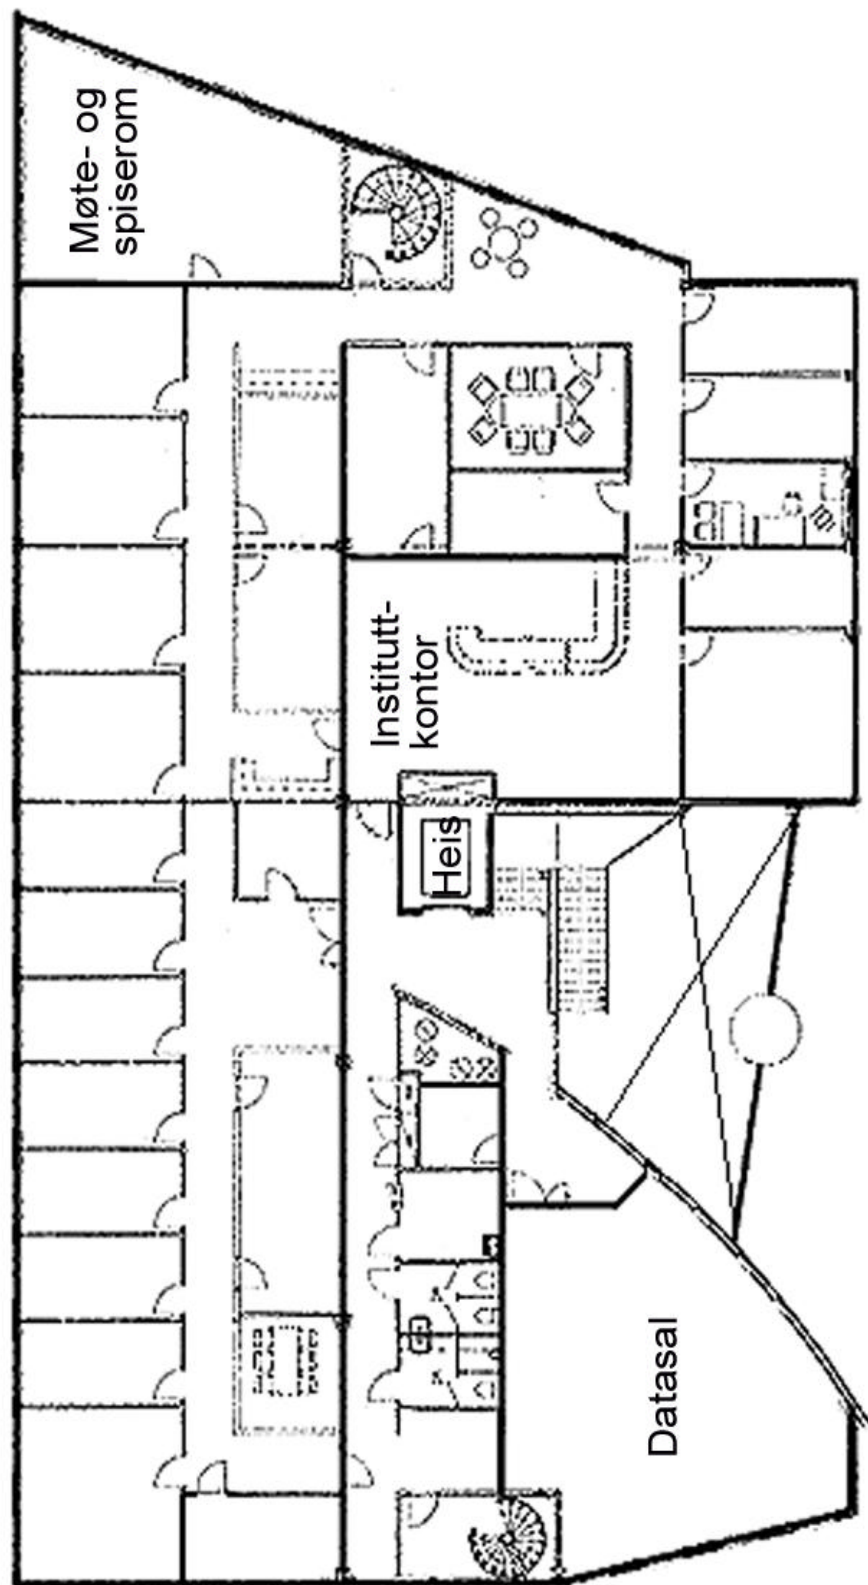 Møte- og
spiserom
Institutt-
kontor
Heis
Datasal